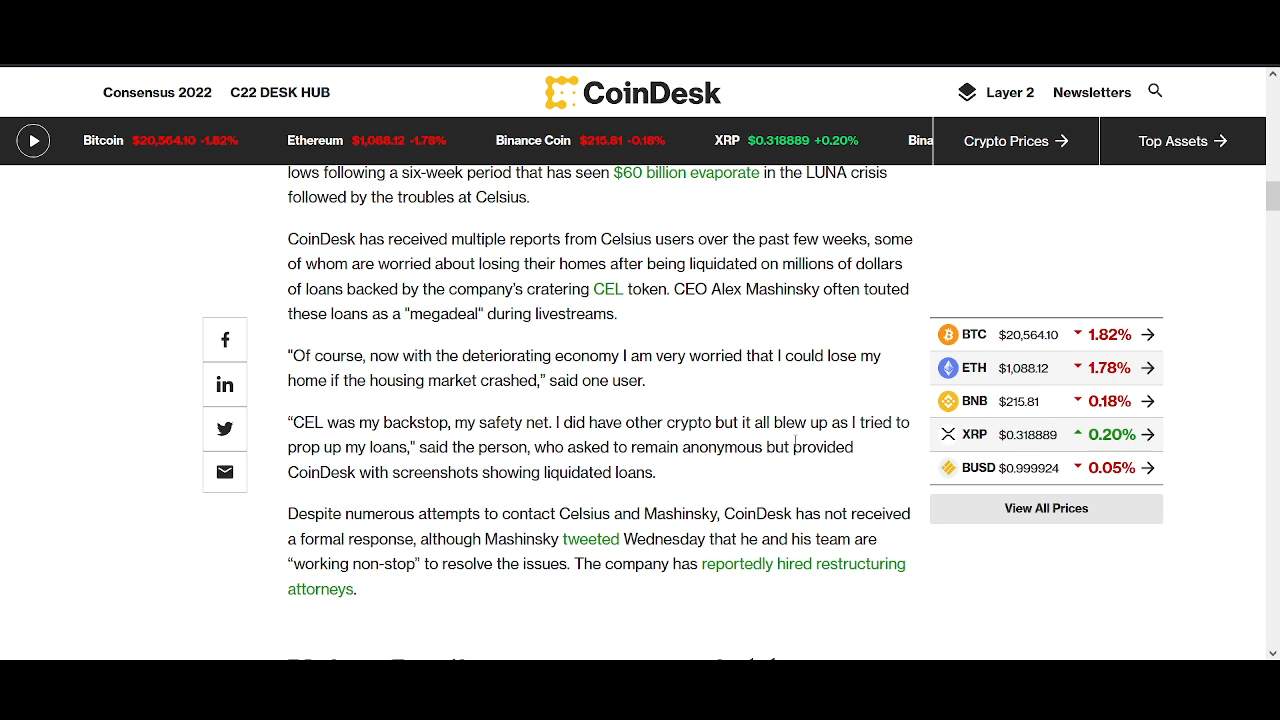 Consensus 2022 C22 DESK HUB CoinDesk Layer 2 Newsletters
Bitcoin $20,564.10 -1.82% Ethereum $1,088.12 -1.78% Binance Coin $215.81 -0.18% XRP $0.318889 +0.20% Bina Crypto Prices → Top Assets →
lows following a six-week period that has seen $60 billion evaporate in the LUNA crisis
followed by the troubles at Celsius.
CoinDesk has received multiple reports from Celsius users over the past few weeks, some
of whom are worried about losing their homes after being liquidated on millions of dollars
of loans backed by the company's cratering CEL token. CEO Alex Mashinsky often touted
these loans as a "megadeal" during livestreams.
"Of course, now with the deteriorating economy I am very worried that I could lose my
home if the housing market crashed,” said one user.
“CEL was my backstop, my safety net. I did have other crypto but it all blew up as I tried to
prop up my loans," said the person, who asked to remain anonymous but provided
CoinDesk with screenshots showing liquidated loans.
Despite numerous attempts to contact Celsius and Mashinsky, CoinDesk has not received
a formal response, although Mashinsky tweeted Wednesday that he and his team are
“working non-stop” to resolve the issues. The company has reportedly hired restructuring
attorneys.
BTC $20,564.10 1.82% →
ETH $1,088.12 1.78% →
BNB $215.81 0.18% →
XRP $0.318889 0.20% →
BUSD $0.999924 0.05% →
View All Prices